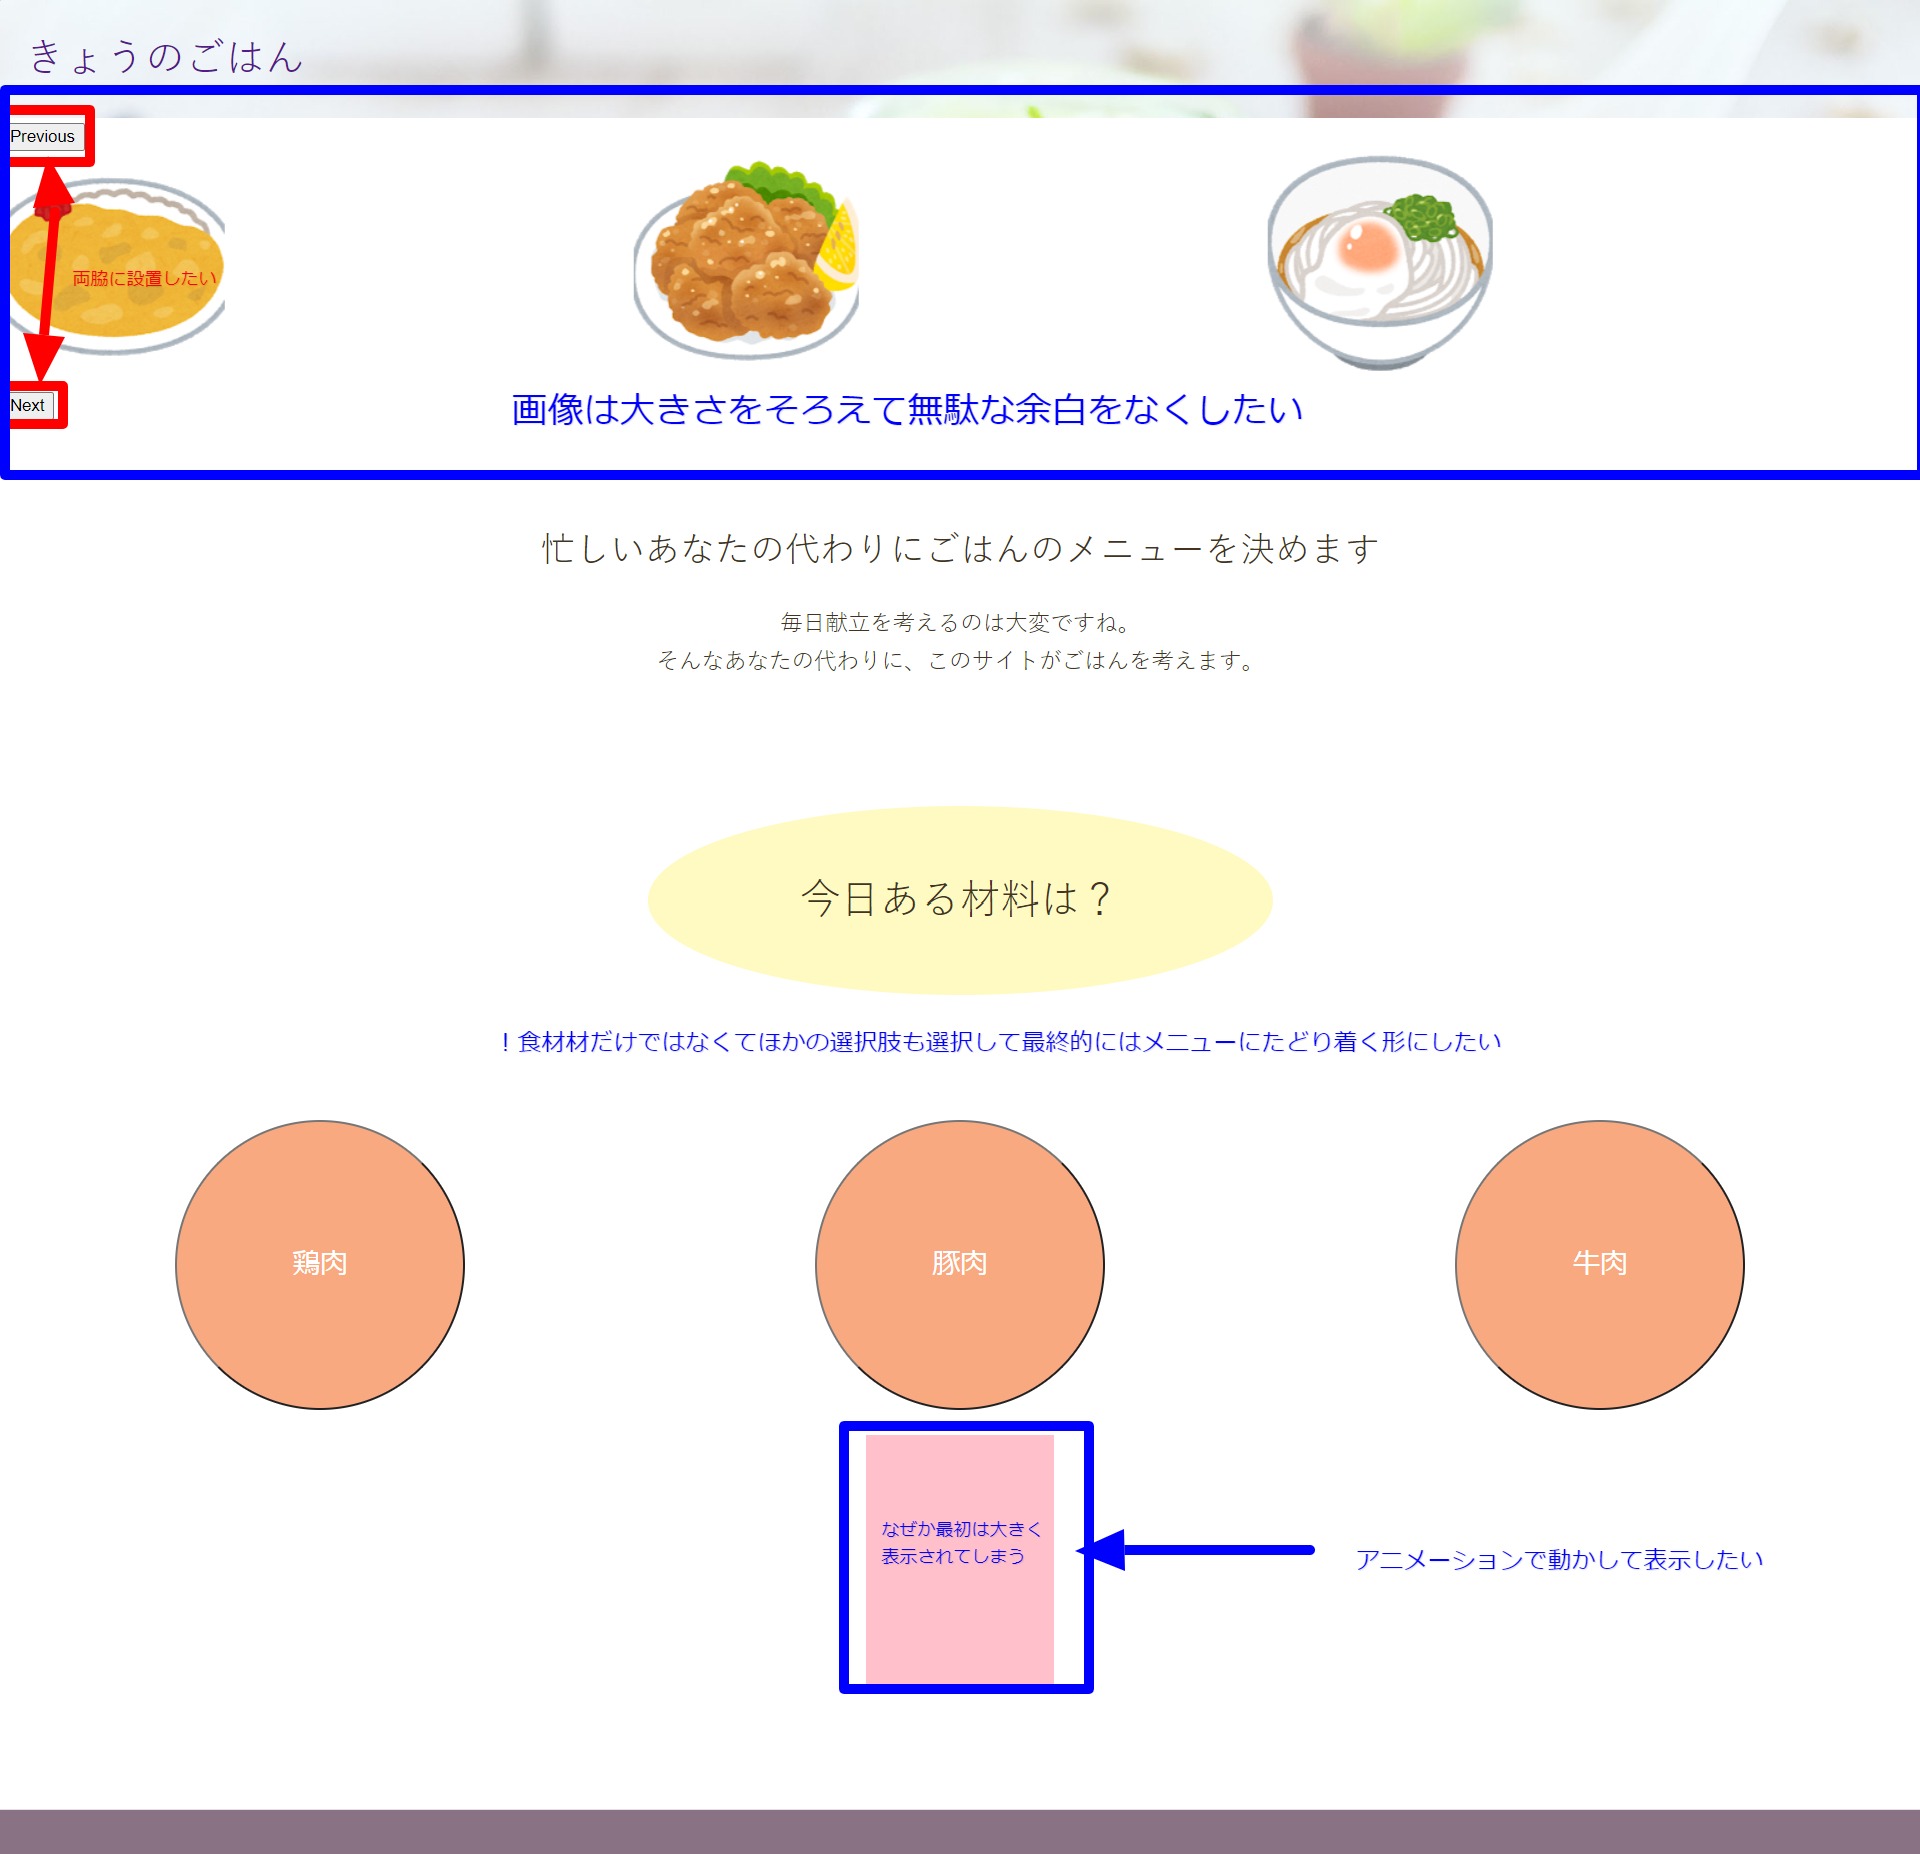 きょうのごはん
Previous
両脇に設置したい
Next
画像は大きさをそろえて無駄な余白をなくしたい
忙しいあなたの代わりにごはんのメニューを決めます
毎日献立を考えるのは大変ですね。
そんなあなたの代わりに、このサイトがごはんを考えます。
今日ある材料は？
！食材材だけではなくてほかの選択肢も選択して最終的にはメニューにたどり着く形にしたい
鶏肉
豚肉
牛肉
なぜか最初は大きく
表示されてしまう
アニメーションで動かして表示したい